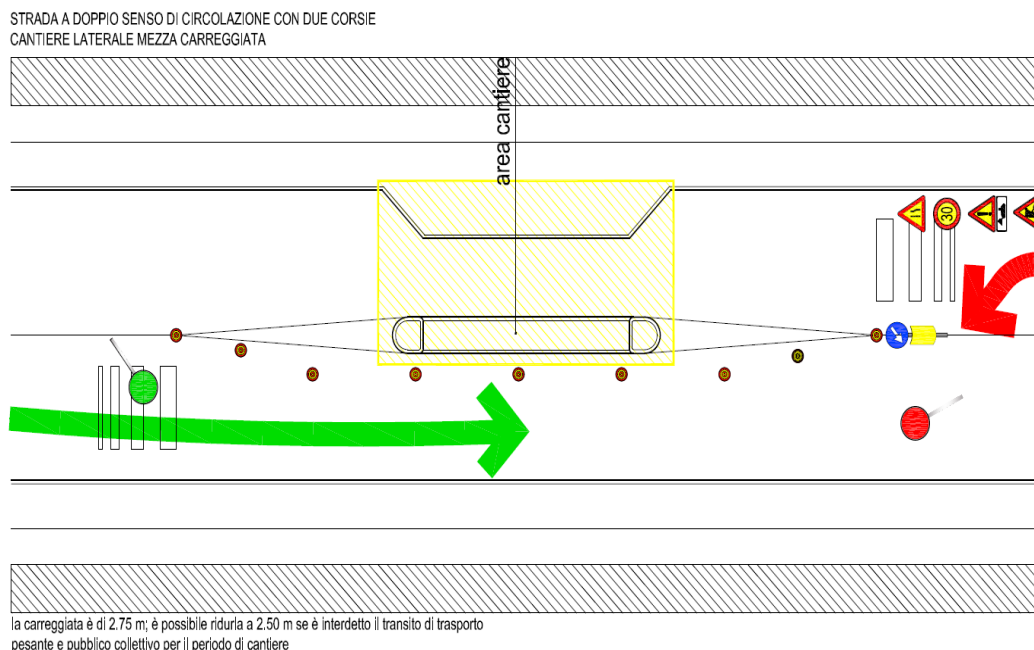 STRADA A DOPPIO SENSO DI CIRCOLAZIONE CON DUE CORSIE
CANTIERE LATERALE MEZZA CARREGGIATA
area cantiere
30
la carreggiata è di 2.75 m; è possibile ridurla a 2.50 m se è interdetto il transito di trasporto
pesante e pubblico collettivo per il periodo di cantiere